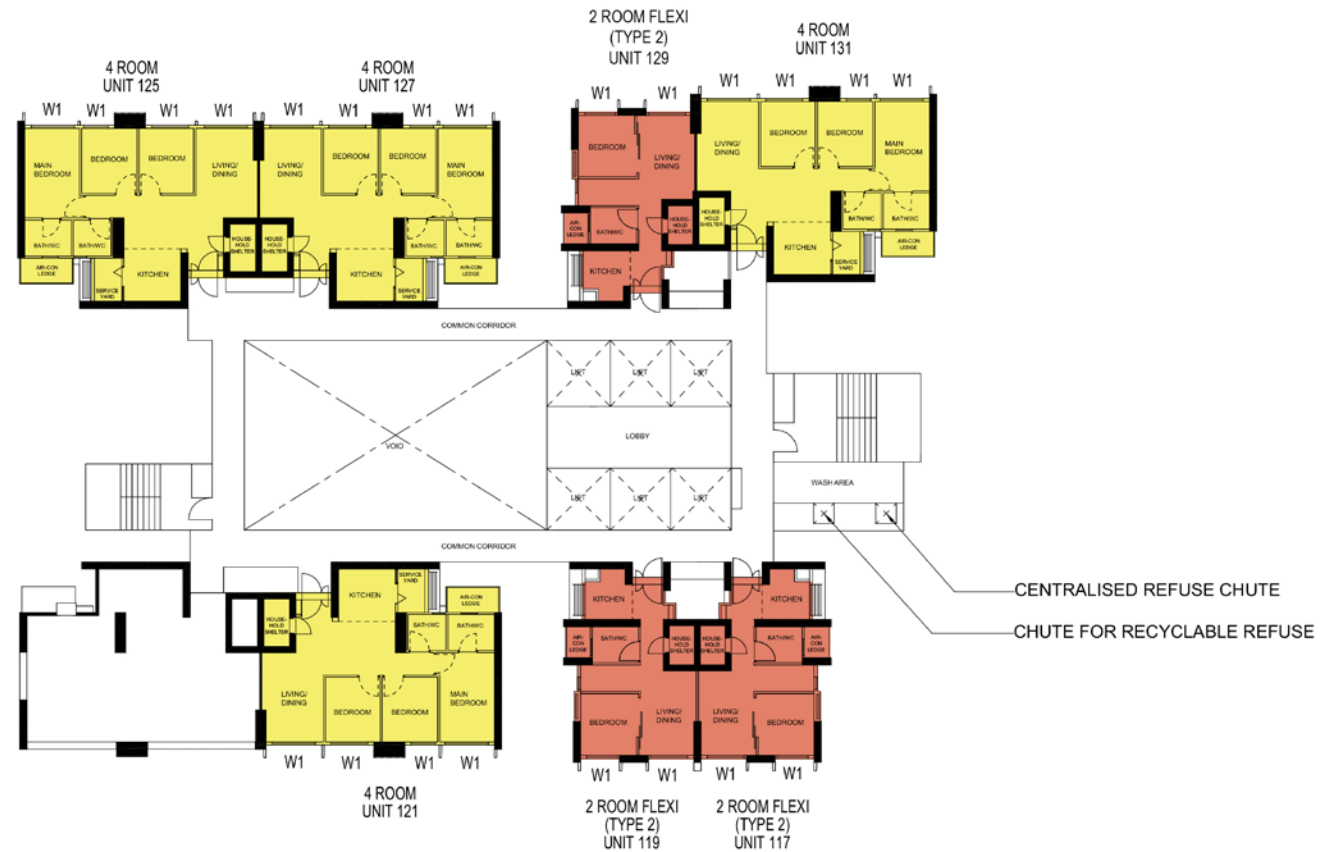 2 ROOM FLEXI
(TYPE 2)
UNIT 129
4 ROOM
UNIT 131
4 ROOM
UNIT 125
4 ROOM
UNIT 127
W1 W1 W1 W1 W1 W1 W1 W1
W1 W1 W1 W1 W1 W1
MAIN
BEDROOM
BEDROOM
BEDROOM
LIVING/
DINING
BATH/WC
BATH/WC
AIR-CON
LEDGE
SERVICE
YARD
KITCHEN
HOUSE-
HOLD
SHELTER
LIVING/
DINING
BEDROOM
BEDROOM
MAIN
BEDROOM
HOUSE-
HOLD
SHELTER
KITCHEN
SERVICE
YARD
BATH/WC
BATH/WC
AIR-CON
LEDGE
BEDROOM
LIVING/
DINING
AIR-
CON
LEDGE
BATH/WC
HOUSE-
HOLD
SHELTER
KITCHEN
LIVING/
DINING
BEDROOM
BEDROOM
MAIN
BEDROOM
HOUSE-
HOLD
SHELTER
KITCHEN
SERVICE
YARD
BATH/WC
BATH/WC
AIR-CON
LEDGE
COMMON CORRIDOR
LIFT
LIFT
LIFT
VOID
LOBBY
LIFT
LIFT
LIFT
WASH AREA
COMMON CORRIDOR
CENTRALISED REFUSE CHUTE
CHUTE FOR RECYCLABLE REFUSE
HOUSE-
HOLD
SHELTER
KITCHEN
SERVICE
YARD
AIR-CON
LEDGE
BATH/WC
BATH/WC
LIVING/
DINING
BEDROOM
BEDROOM
MAIN
BEDROOM
KITCHEN
AIR-
CON
LEDGE
BATH/WC
HOUSE-
HOLD
SHELTER
BEDROOM
LIVING/
DINING
KITCHEN
HOUSE-
HOLD
SHELTER
BATH/WC
AIR-
CON
LEDGE
LIVING/
DINING
BEDROOM
W1 W1 W1 W1
W1 W1 W1 W1
4 ROOM
UNIT 121
2 ROOM FLEXI
(TYPE 2)
UNIT 119
2 ROOM FLEXI
(TYPE 2)
UNIT 117